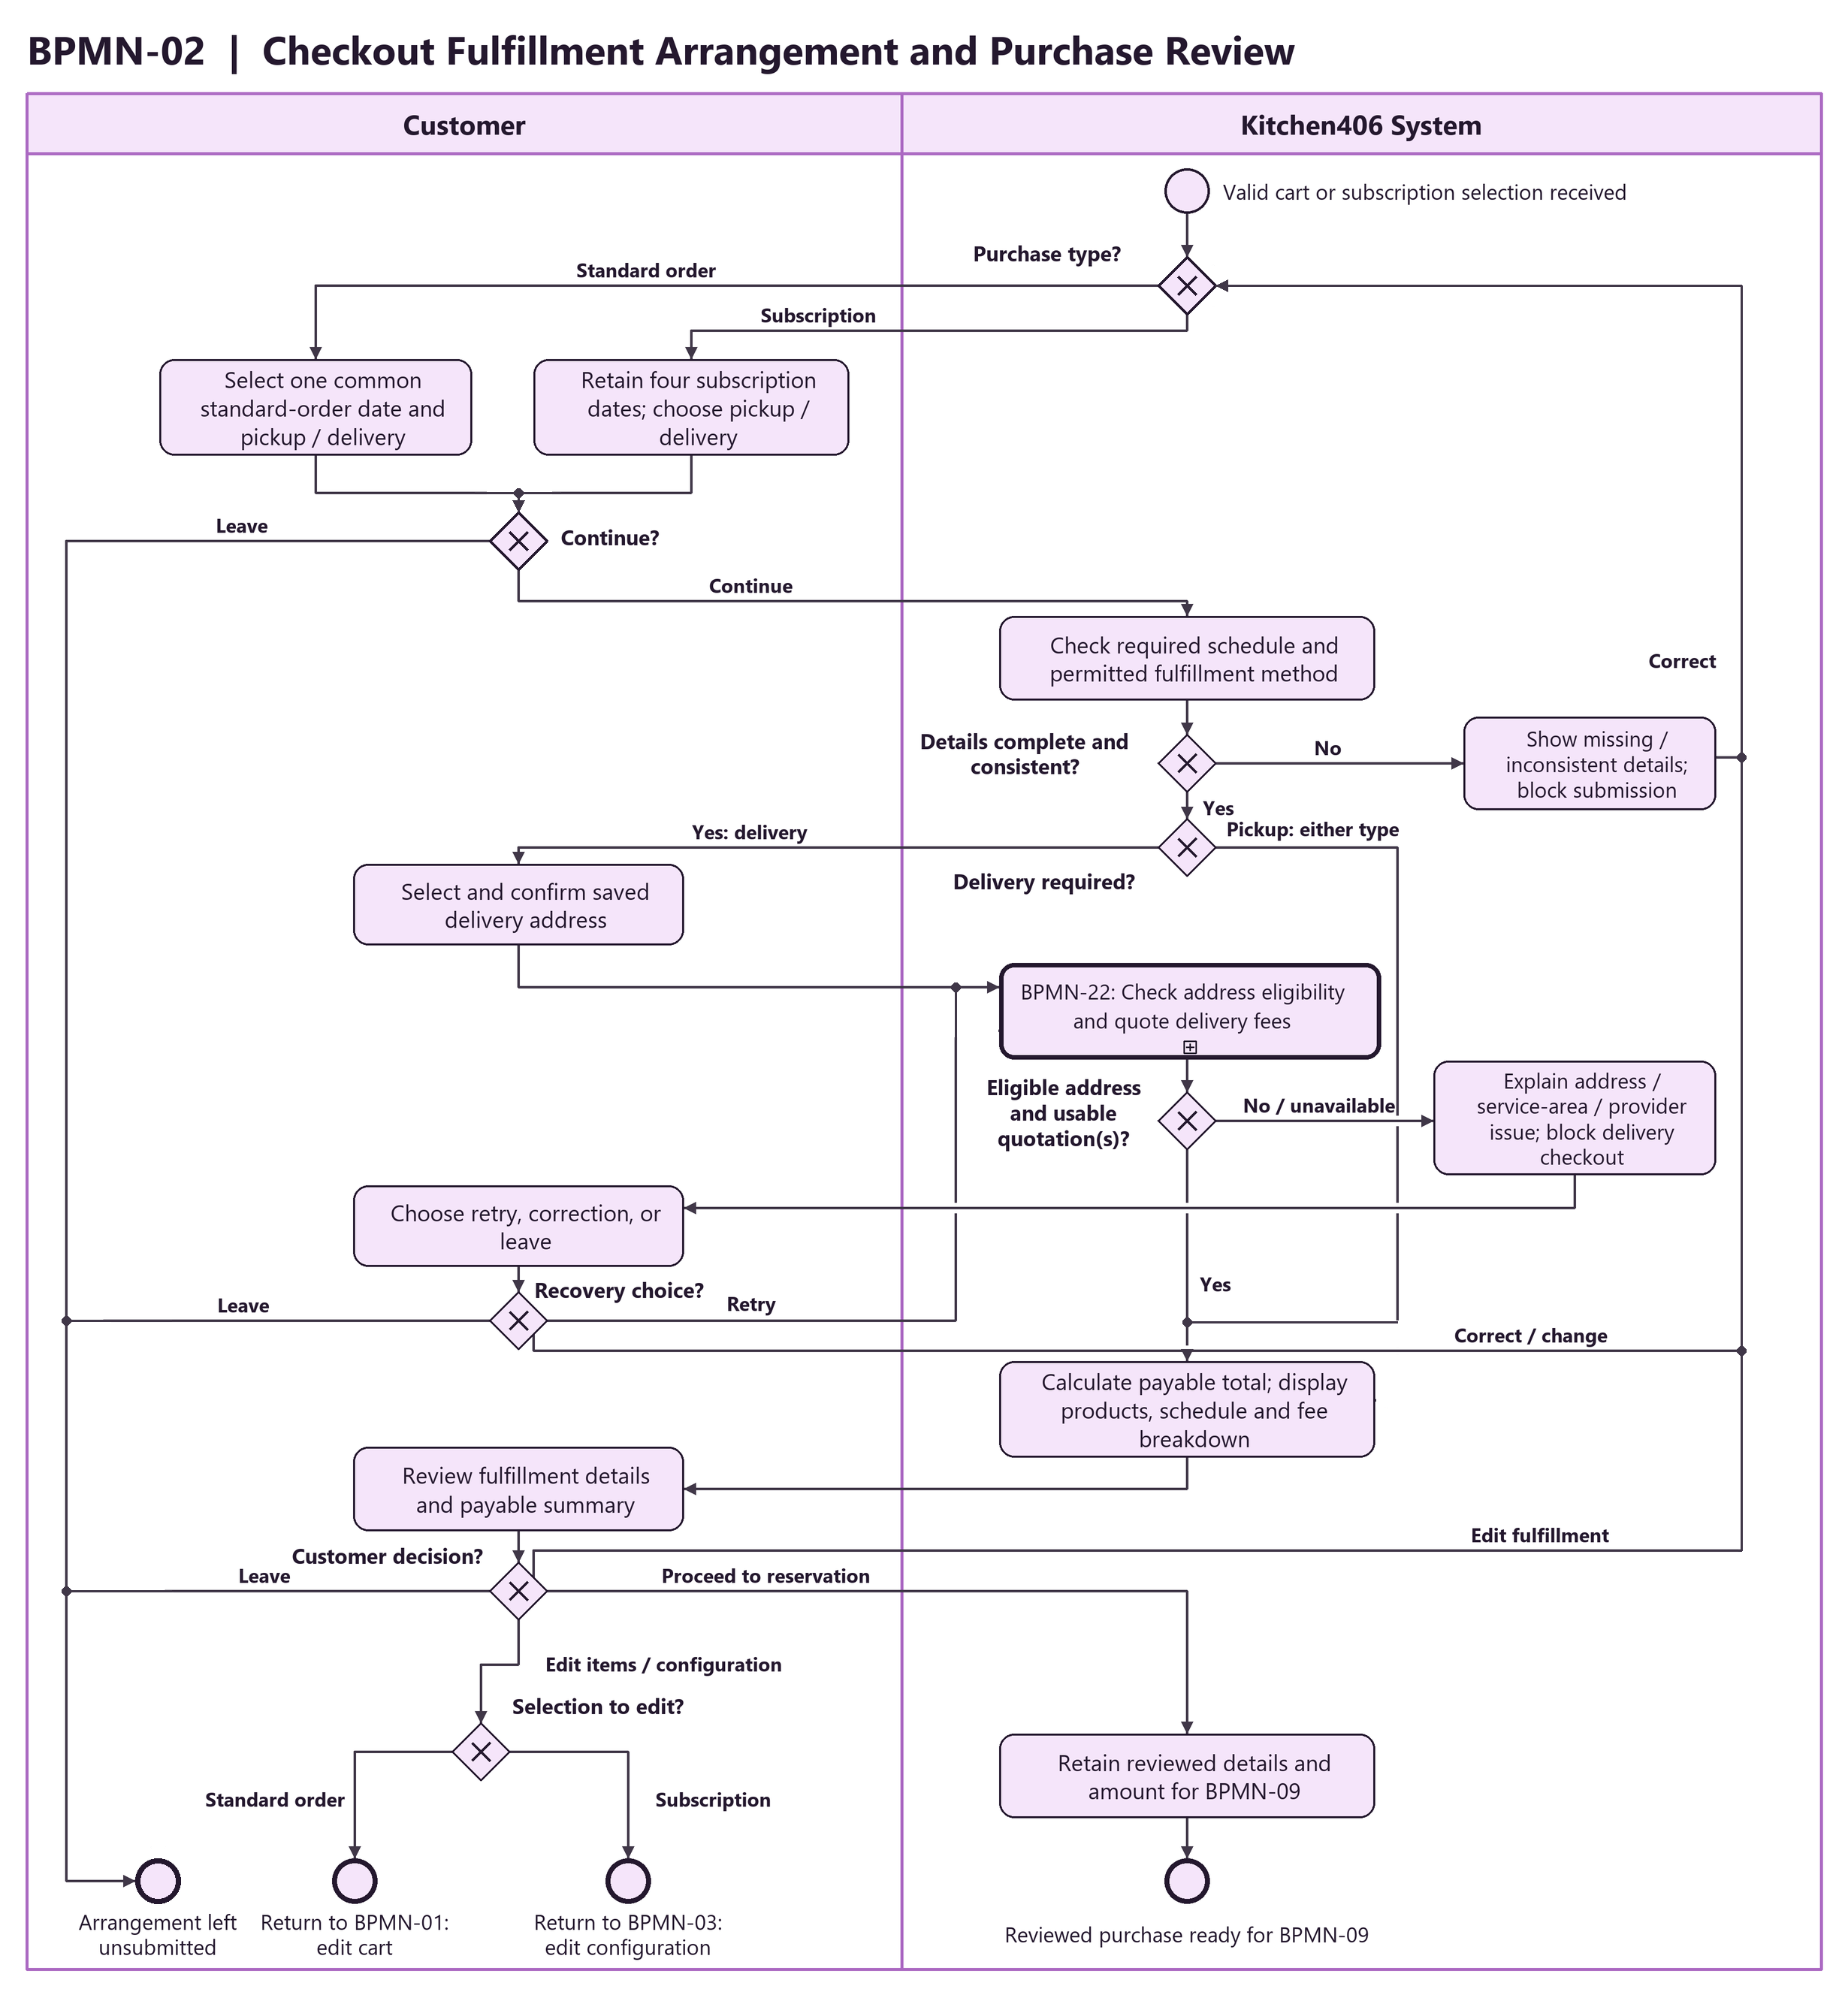 BPMN-02 | Checkout Fulfillment Arrangement and Purchase Review
Customer
Kitchen406 System
Valid cart or subscription selection received
Purchase type?
Standard order
Subscription
Select one common
standard-order date and
pickup / delivery
Retain four subscription
dates; choose pickup /
delivery
Leave
Continue?
Continue
Check required schedule and
permitted fulfillment method
Correct
Details complete and
consistent?
No
Show missing /
inconsistent details;
block submission
Yes
Yes: delivery
Pickup: either type
Delivery required?
Select and confirm saved
delivery address
BPMN-22: Check address eligibility
and quote delivery fees
Eligible address
and usable
quotation(s)?
No / unavailable
Explain address /
service-area / provider
issue; block delivery
checkout
Choose retry, correction, or
leave
Yes
Recovery choice?
Leave
Retry
Correct / change
Calculate payable total; display
products, schedule and fee
breakdown
Review fulfillment details
and payable summary
Edit fulfillment
Customer decision?
Leave
Proceed to reservation
Edit items / configuration
Selection to edit?
Standard order
Subscription
Retain reviewed details and
amount for BPMN-09
Arrangement left
unsubmitted
Return to BPMN-01:
edit cart
Return to BPMN-03:
edit configuration
Reviewed purchase ready for BPMN-09